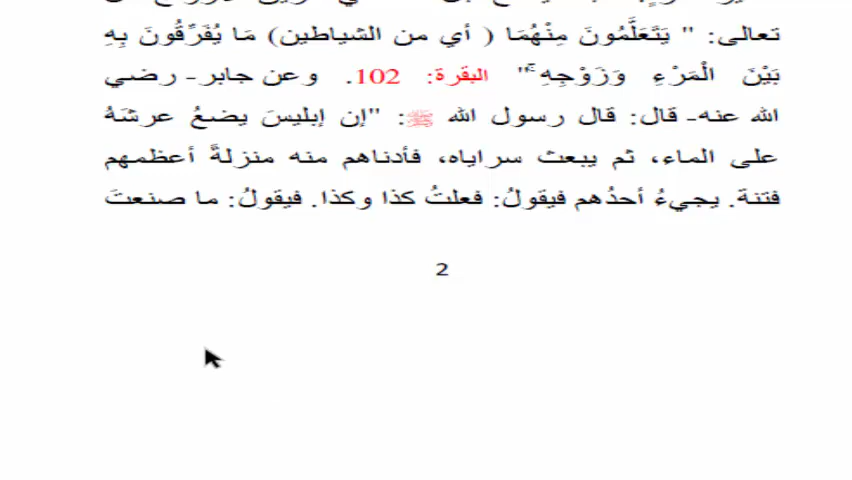 تعالى: " يَتَعَلَّمُونَ مِنْهُمَا ( أي من الشياطين) مَا يُفَرِّقُونَ بِهِ
بَيْنَ الْمَرْءِ وَزَوْجِهِ ۚ" البقرة: 102. وعن جابر- رضي
الله عنه- قال: قال رسول الله ﷺ: "إن إبليسَ يضعُ عرشَهُ
على الماء، ثم يبعث سراياه، فأدناهم منه منزلةً أعظمهم
فتنة. يجيءُ أحدُهم فيقولُ: فعلتُ كذا وكذا. فيقولُ: ما صنعتَ
2